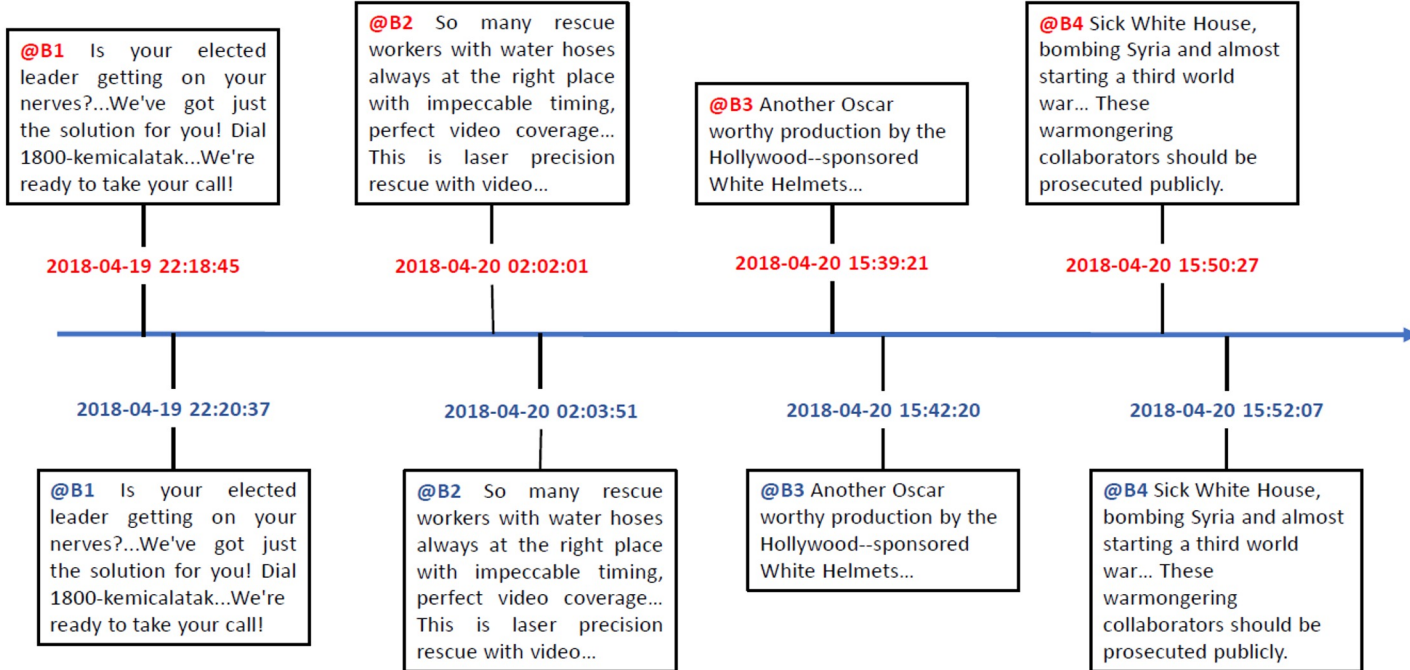 @B1 Is your elected
leader getting on your
nerves?...We've got just
the solution for you! Dial
1800-kemicalatak...We're
ready to take your call!
@B2 So many rescue
workers with water hoses
always at the right place
with impeccable timing,
perfect video coverage...
This is laser precision
rescue with video...
@B3 Another Oscar
worthy production by the
Hollywood--sponsored
White Helmets...
@B4 Sick White House,
bombing Syria and almost
starting a third world
war... These
warmongering
collaborators should be
prosecuted publicly.
2018-04-19 22:18:45
2018-04-20 02:02:01
2018-04-20 15:39:21
2018-04-20 15:50:27
2018-04-19 22:20:37
2018-04-20 02:03:51
2018-04-20 15:42:20
2018-04-20 15:52:07
@B1 Is your elected
leader getting on your
nerves?...We've got just
the solution for you! Dial
1800-kemicalatak...We're
ready to take your call!
@B2 So many rescue
workers with water hoses
always at the right place
with impeccable timing,
perfect video coverage...
This is laser precision
rescue with video...
@B3 Another Oscar
worthy production by the
Hollywood--sponsored
White Helmets...
@B4 Sick White House,
bombing Syria and almost
starting a third world
war... These
warmongering
collaborators should be
prosecuted publicly.